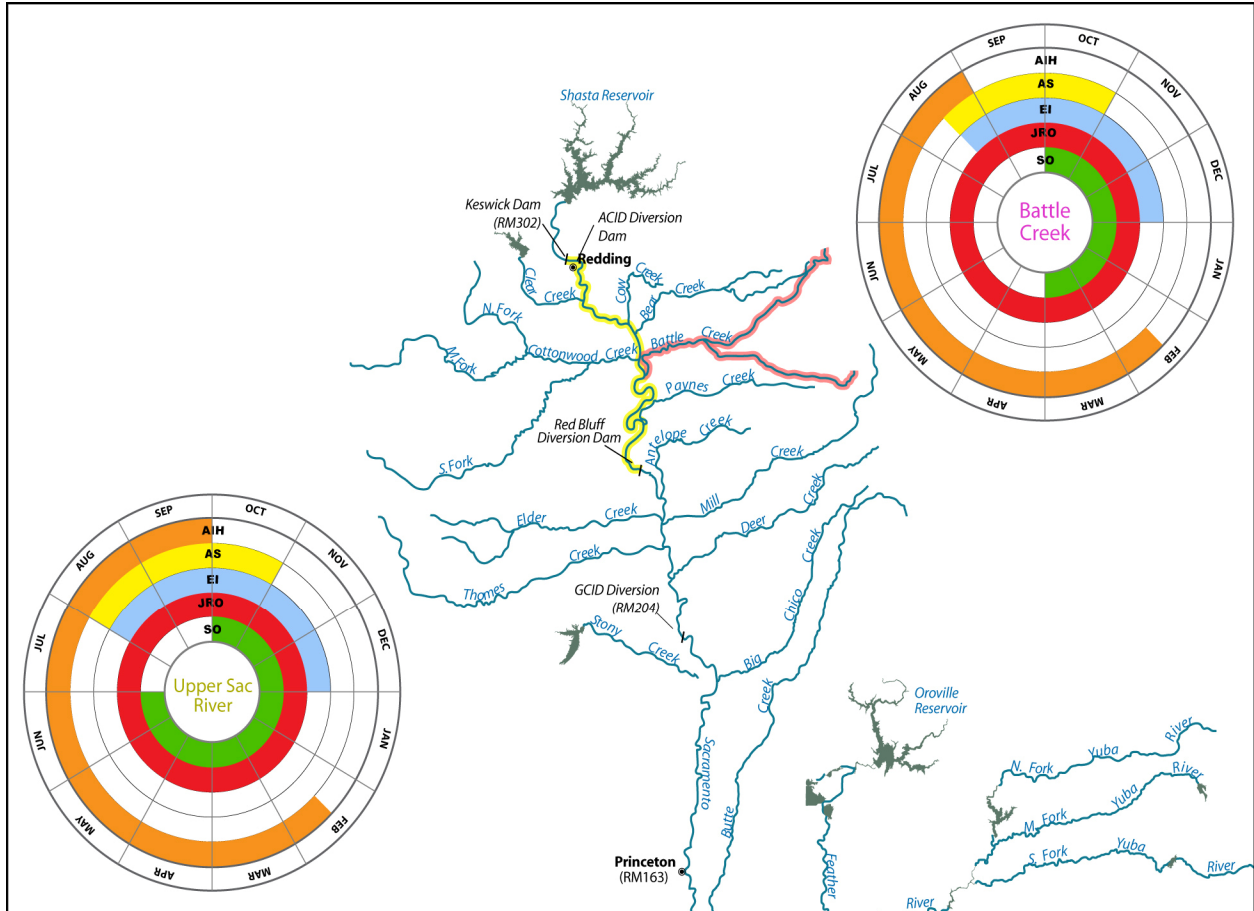 SEP
OCT
NOV
DEC
JAN
FEB
MAR
APR
MAY
JUN
JUL
AUG
AIH
AS
EI
JRO
SO
Battle
Creek
Shasta Reservoir
Keswick Dam
(RM302)
ACID Diversion
Dam
Redding
Clear
Creek
Cow
Creek
Bear
Creek
N. Fork
M. Fork
Cottonwood
Creek
Battle
Creek
Paynes
Creek
Red Bluff
Diversion Dam
Antelope
Creek
S. Fork
Elder
Creek
Mill
Creek
Deer
Creek
Thomes
Creek
GCID Diversion
(RM204)
Stony
Creek
Big
Chico
Creek
Butte
Creek
Sacramento
Princeton
(RM163)
Oroville
Reservoir
Feather
N. Fork
Yuba
River
M. Fork
Yuba
River
S. Fork
Yuba
River
River
SEP
OCT
NOV
DEC
JAN
FEB
MAR
APR
MAY
JUN
JUL
AUG
AIH
AS
EI
JRO
SO
Upper Sac
River